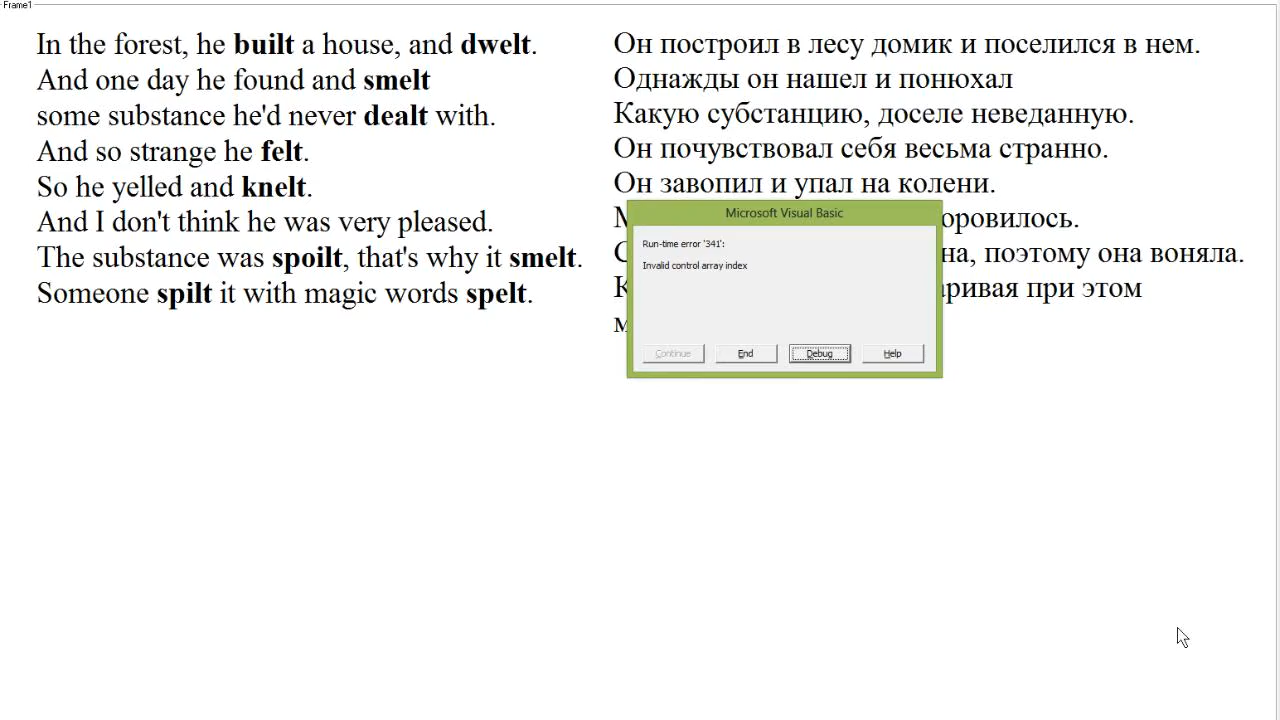 Frame1
In the forest, he built a house, and dwelt.
And one day he found and smelt
some substance he'd never dealt with.
And so strange he felt.
So he yelled and knelt.
And I don't think he was very pleased.
The substance was spoilt, that's why it smelt.
Someone spilt it with magic words spelt.
Он построил в лесу домик и поселился в нем.
Однажды он нашел и понюхал
Какую субстанцию, доселе неведанную.
Он почувствовал себя весьма странно.
Он завопил и упал на колени.
поэтому она воняла.
при этом
Microsoft Visual Basic
Run-time error '341':
Invalid control array index
Continue
End
Debug
Help